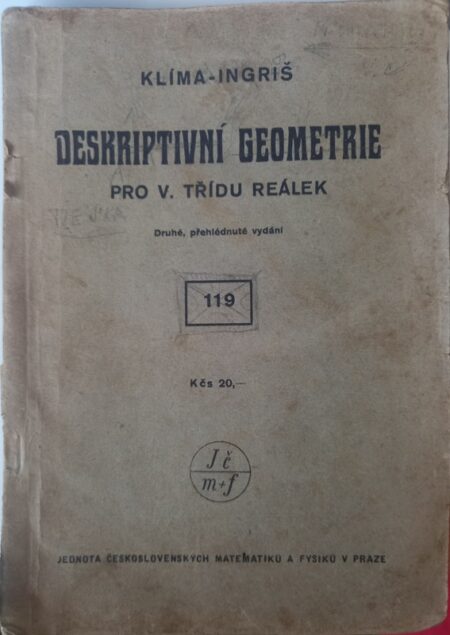 KLÍMA-INGRIŠ
DESKRIPTIVNÍ GEOMETRIE
PRO V. TŘÍDU REÁLEK
Druhé, přehlédnuté vydání
119
Kčs 20,—
Jč
m+f
JEDNOTA ČESKOSLOVENSKÝCH MATEMATIKŮ A FYSIKŮ V PRAZE